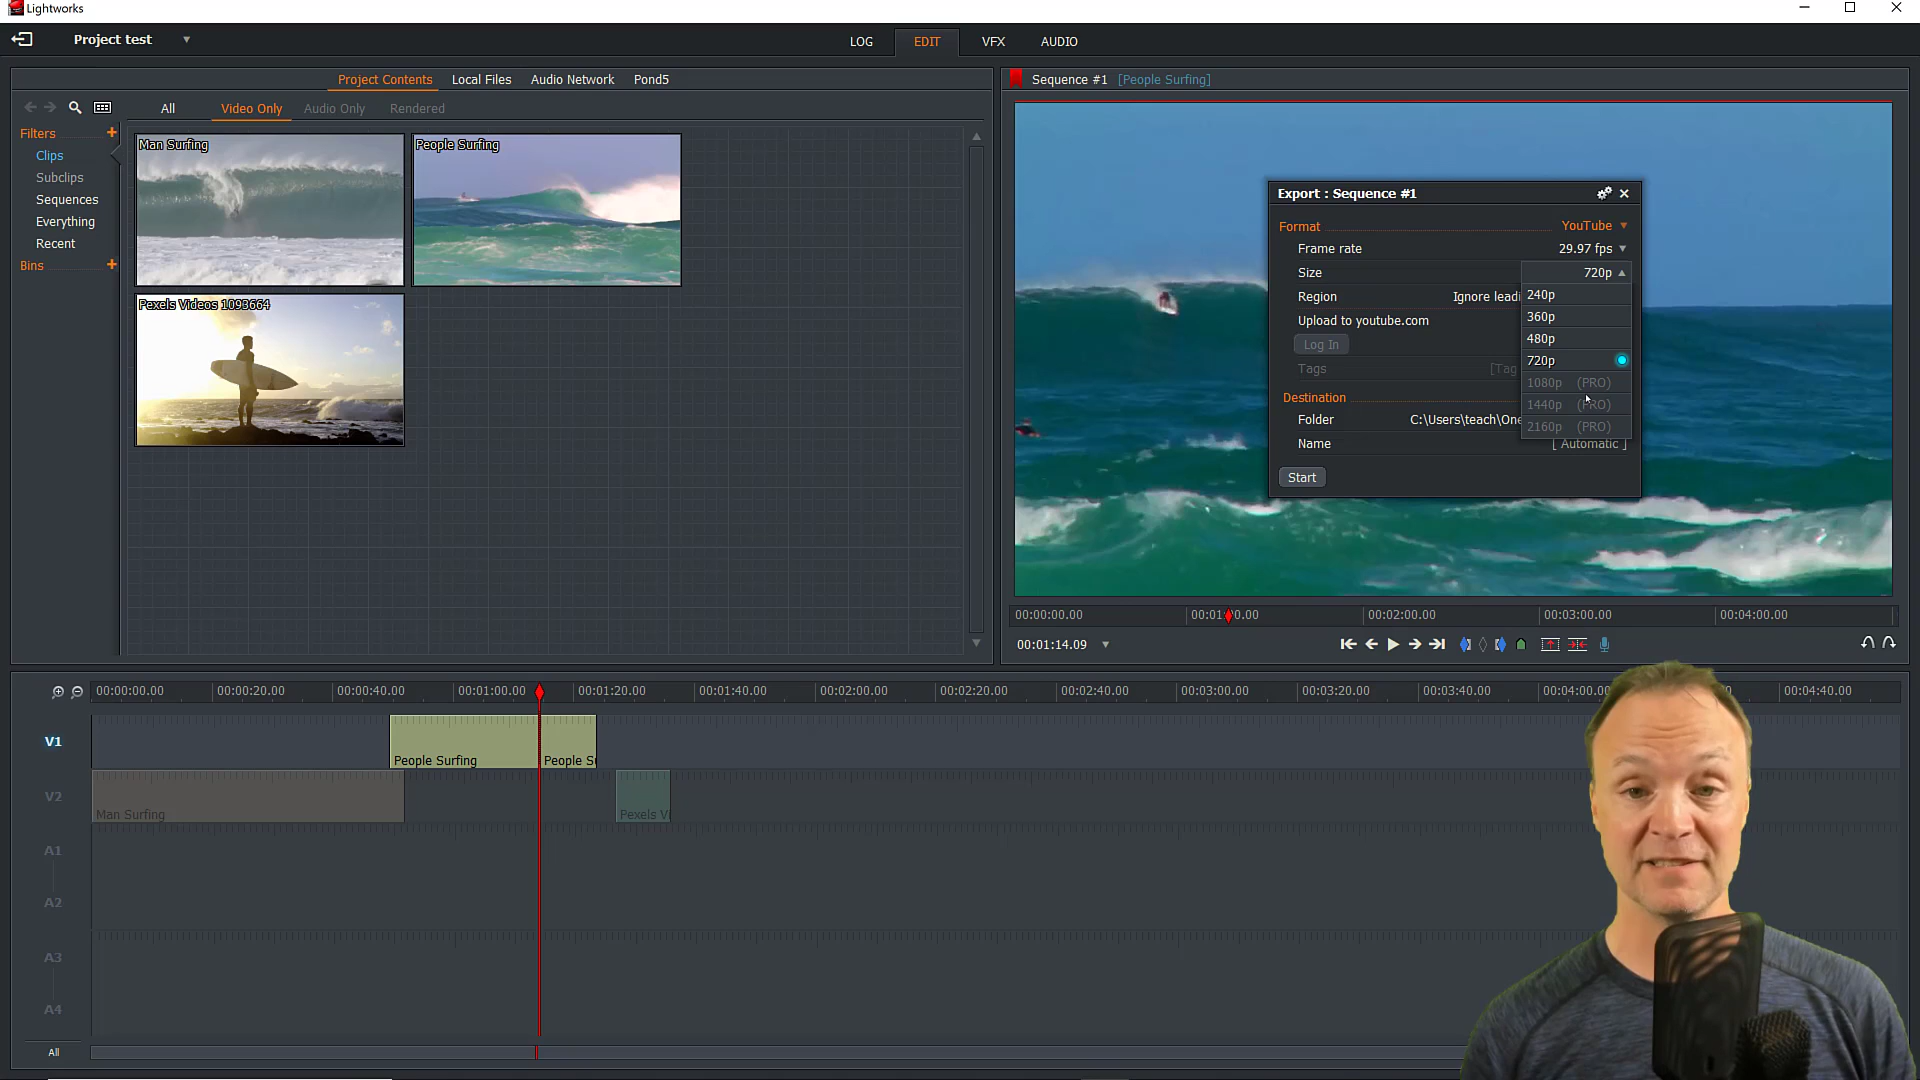 Lightworks
Project test
LOG EDIT VFX AUDIO
Project Contents Local Files Audio Network Pond5
All Video Only Audio Only Rendered
Filters +
Clips
Subclips
Sequences
Everything
Recent
Bins +
Man Surfing
People Surfing
Pexels Videos 1093664
Sequence #1 [People Surfing]
Export : Sequence #1
Format YouTube
Frame rate 29.97 fps
Size 720p
240p
Region Ignore leadi
360p
Upload to youtube.com
480p
Log In
720p
Tags [Tag
1080p (PRO)
Destination
1440p (PRO)
Folder C:\Users\teach\One
2160p (PRO)
Name [ Automatic ]
Start
00:00:00.00 00:02:00.00 00:03:00.00 00:04:00.00
00:01:14.09
00:00:00.00 00:00:20.00 00:00:40.00 00:01:00.00 00:01:20.00 00:01:40.00 00:02:00.00 00:02:20.00 00:02:40.00 00:03:00.00 00:03:20.00 00:03:40.00 00:04:40.00
V1
People Surfing People S
V2
Man Surfing Pexels V
A1
A2
A3
A4
All